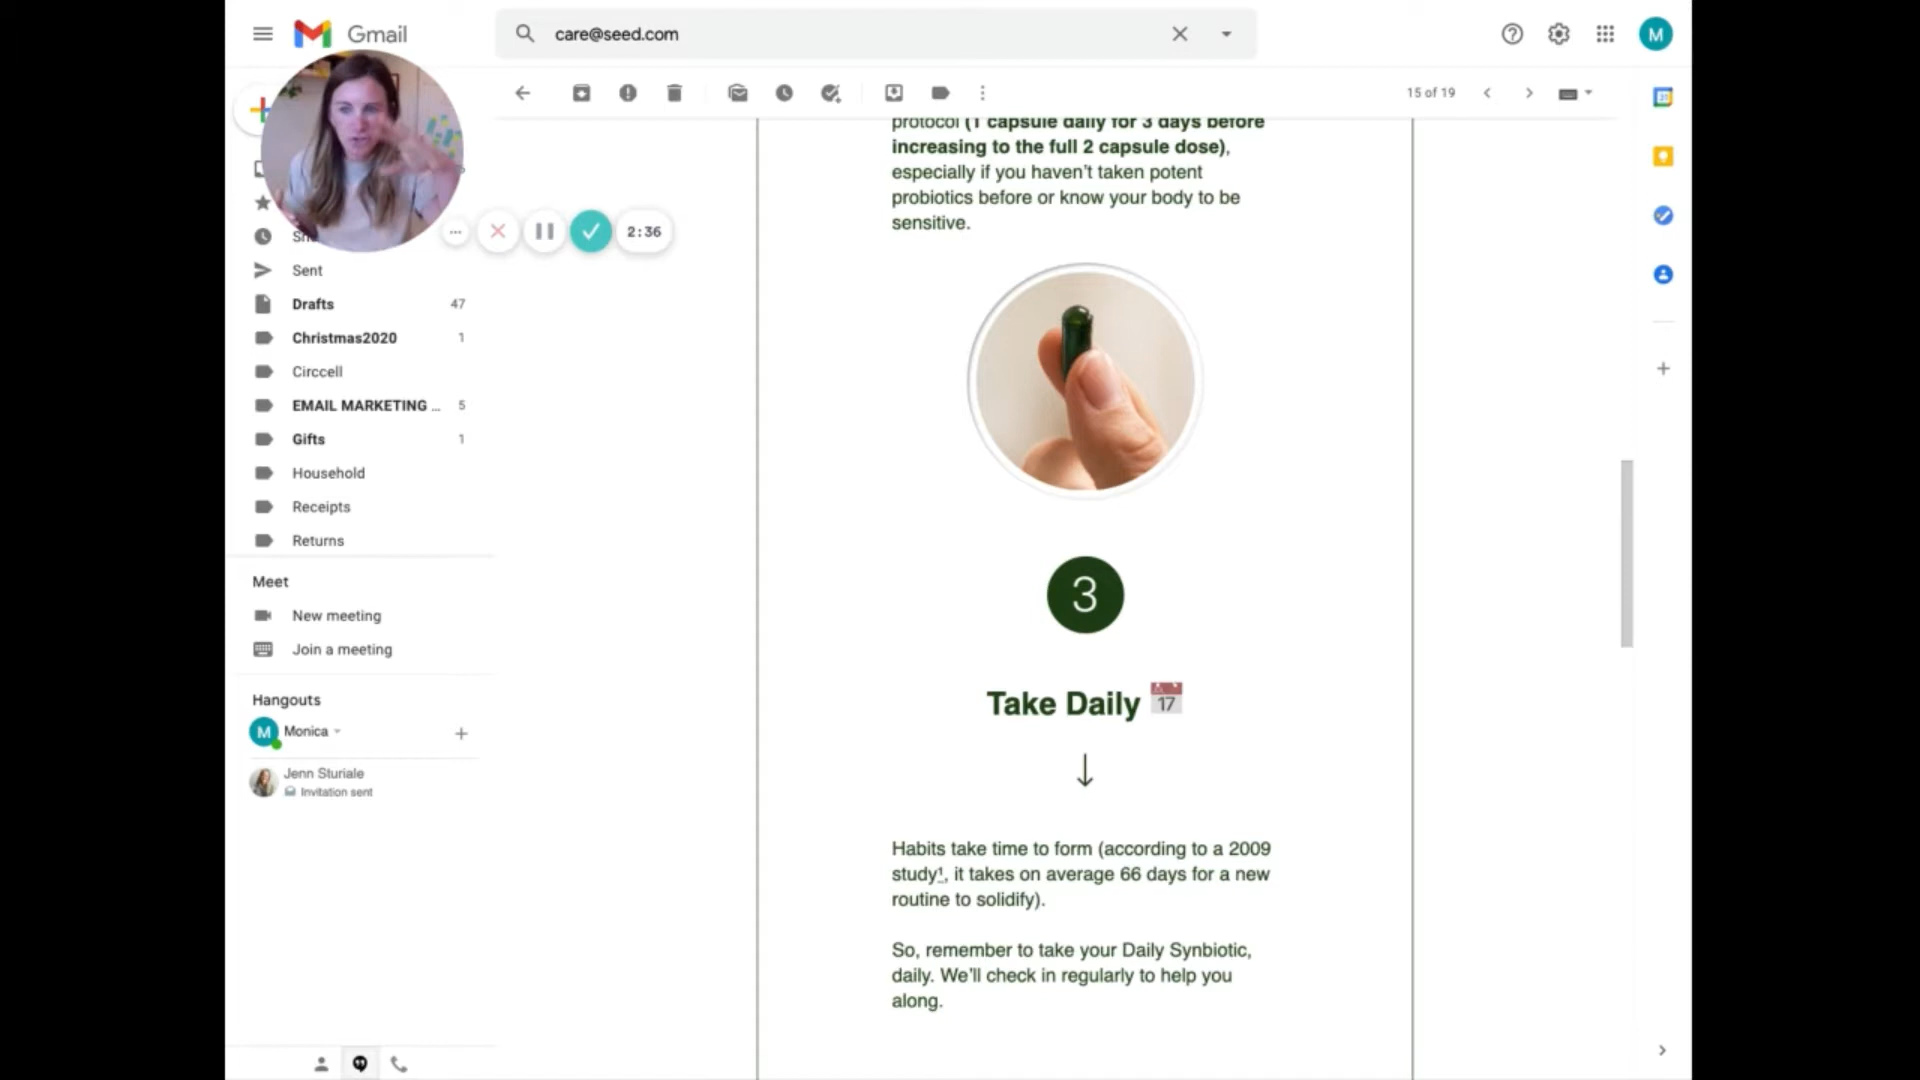 Gmail
care@seed.com
M
15 of 19
Sent
Drafts 47
Christmas2020 1
Circcell
EMAIL MARKETING ... 5
Gifts 1
Household
Receipts
Returns
Meet
New meeting
Join a meeting
Hangouts
M Monica
Jenn Sturiale
Invitation sent
2:36
protocol (1 capsule daily for 3 days before
increasing to the full 2 capsule dose),
especially if you haven't taken potent
probiotics before or know your body to be
sensitive.
3
Take Daily 17
↓
Habits take time to form (according to a 2009
study¹, it takes on average 66 days for a new
routine to solidify).
So, remember to take your Daily Synbiotic,
daily. We'll check in regularly to help you
along.
31